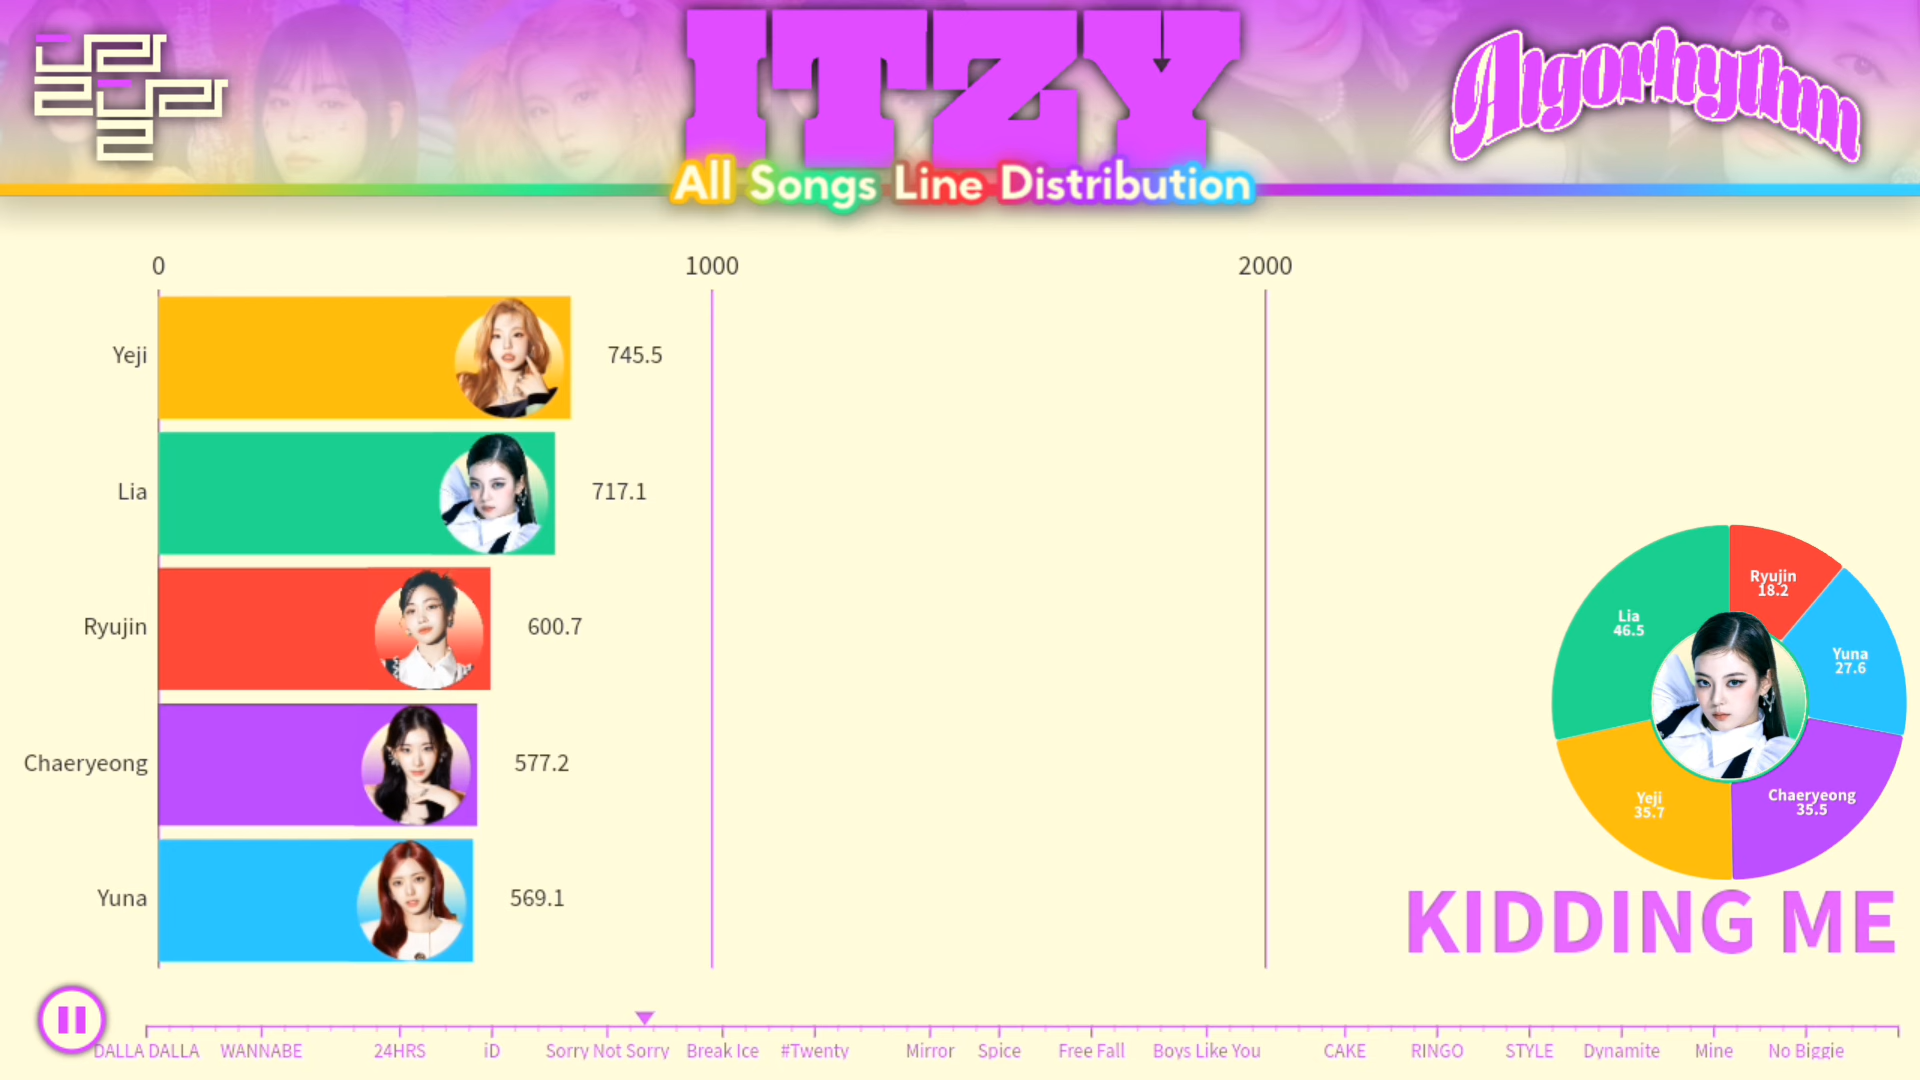 ITZY
Algorhythm
All Songs Line Distribution
0 1000 2000
Yeji 745.5
Lia 717.1
Ryujin 600.7
Chaeryeong 577.2
Yuna 569.1
Ryujin
18.2
Lia
46.5
Yuna
27.6
Yeji
35.7
Chaeryeong
35.5
KIDDING ME
DALLA DALLA WANNABE 24HRS iD Sorry Not Sorry Break Ice #Twenty Mirror Spice Free Fall Boys Like You CAKE RINGO STYLE Dynamite Mine No Biggie